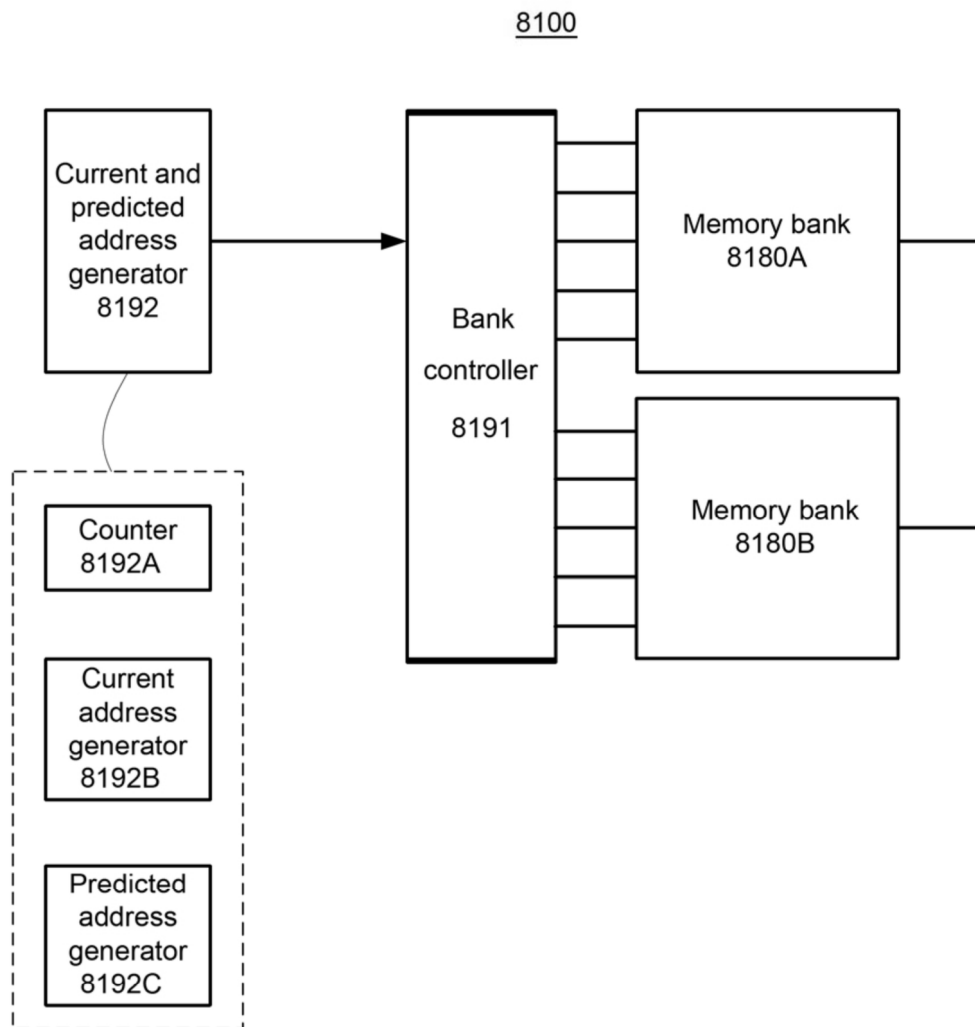 8100
Current and
predicted
address
generator
8192
Bank
controller
8191
Memory bank
8180A
Memory bank
8180B
Counter
8192A
Current
address
generator
8192B
Predicted
address
generator
8192C